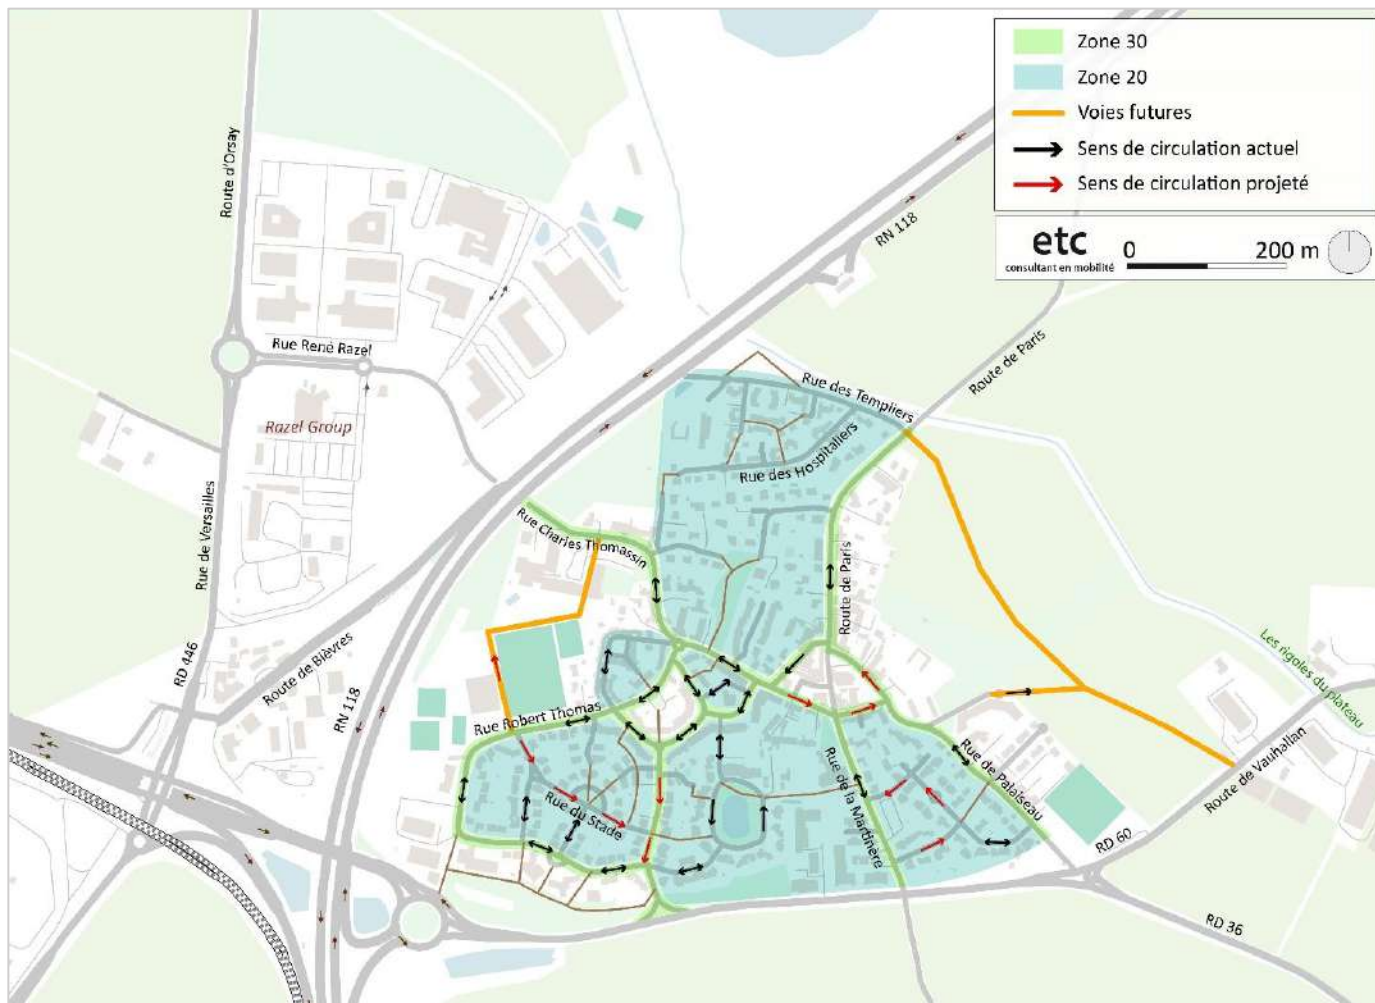 Zone 30
Zone 20
Voies futures
Sens de circulation actuel
Sens de circulation projeté
etc
consultant en mobilité
0 200 m
Route d'Orsay
RN 118
Rue René Razel
Razel Group
Rue de Versailles
Route de Paris
Rue des Templiers
Rue des Hospitaliers
Rue Charles Thomassin
Route de Paris
Les rigoles du plateau
RD 446
Route de Bièvres
RN 118
Rue Robert Thomas
Rue du Stade
Rue de la Martinère
Rue de Palaiseau
Route de Vauhallan
RD 60
RD 36